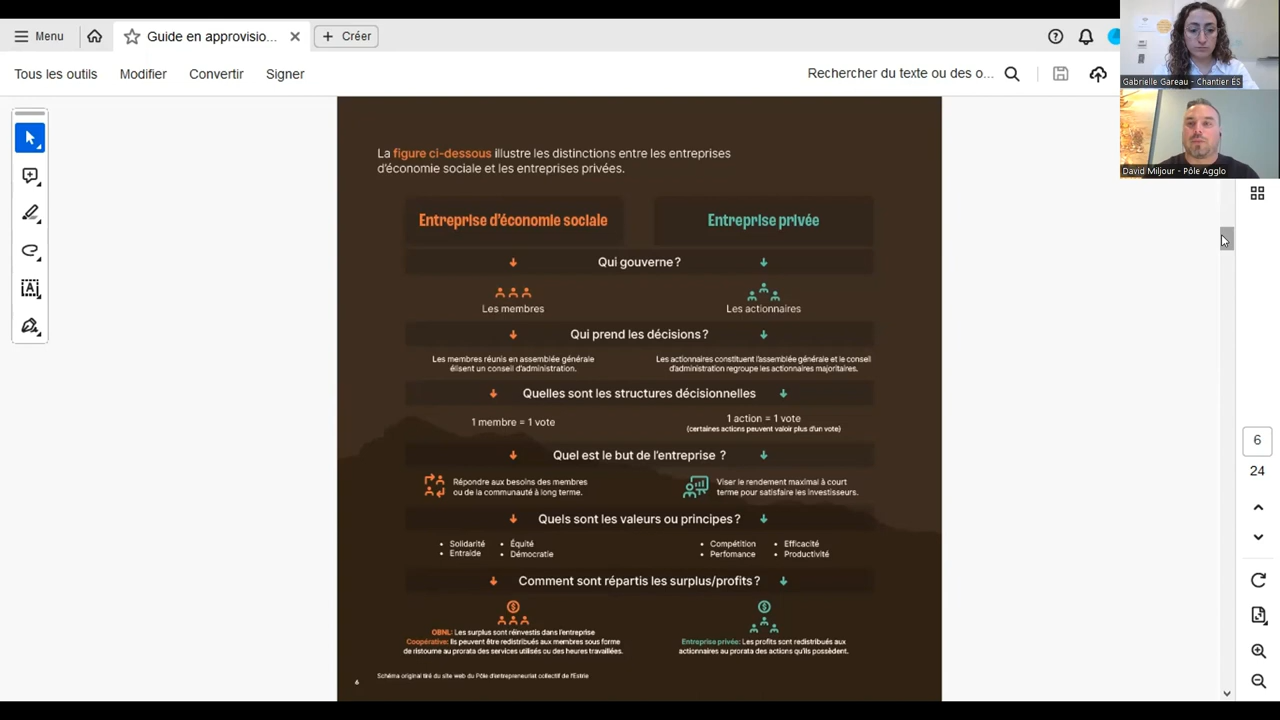 Menu
Guide en approvisio...
Créer
Tous les outils
Modifier
Convertir
Signer
Rechercher du texte ou des o...
Gabrielle Gareau - Chantier ÉS
David Miljour - Pôle Agglo
La figure ci-dessous illustre les distinctions entre les entreprises
d'économie sociale et les entreprises privées.
Entreprise d'économie sociale
Entreprise privée
Qui gouverne ?
Les membres
Les actionnaires
Qui prend les décisions ?
Les membres réunis en assemblée générale
élisent un conseil d'administration.
Les actionnaires constituent l'assemblée générale et le conseil
d'administration regroupe les actionnaires majoritaires.
Quelles sont les structures décisionnelles
1 membre = 1 vote
1 action = 1 vote
(certaines actions peuvent valoir plus d'un vote)
Quel est le but de l'entreprise ?
Répondre aux besoins des membres
ou de la communauté à long terme.
Viser le rendement maximal à court
terme pour satisfaire les investisseurs.
Quels sont les valeurs ou principes ?
• Solidarité • Équité
• Entraide • Démocratie
• Compétition • Efficacité
• Perfomance • Productivité
Comment sont répartis les surplus/profits ?
OBNL: Les surplus sont réinvestis dans l'entreprise
Coopérative: Ils peuvent être redistribués aux membres sous forme
de ristourne au prorata des services utilisés ou des heures travaillées.
Entreprise privée: Les profits sont redistribués aux
actionnaires au prorata des actions qu'ils possèdent.
Schéma original tiré du site web du Pôle d'entrepreneuriat collectif de l'Estrie
6
6
24